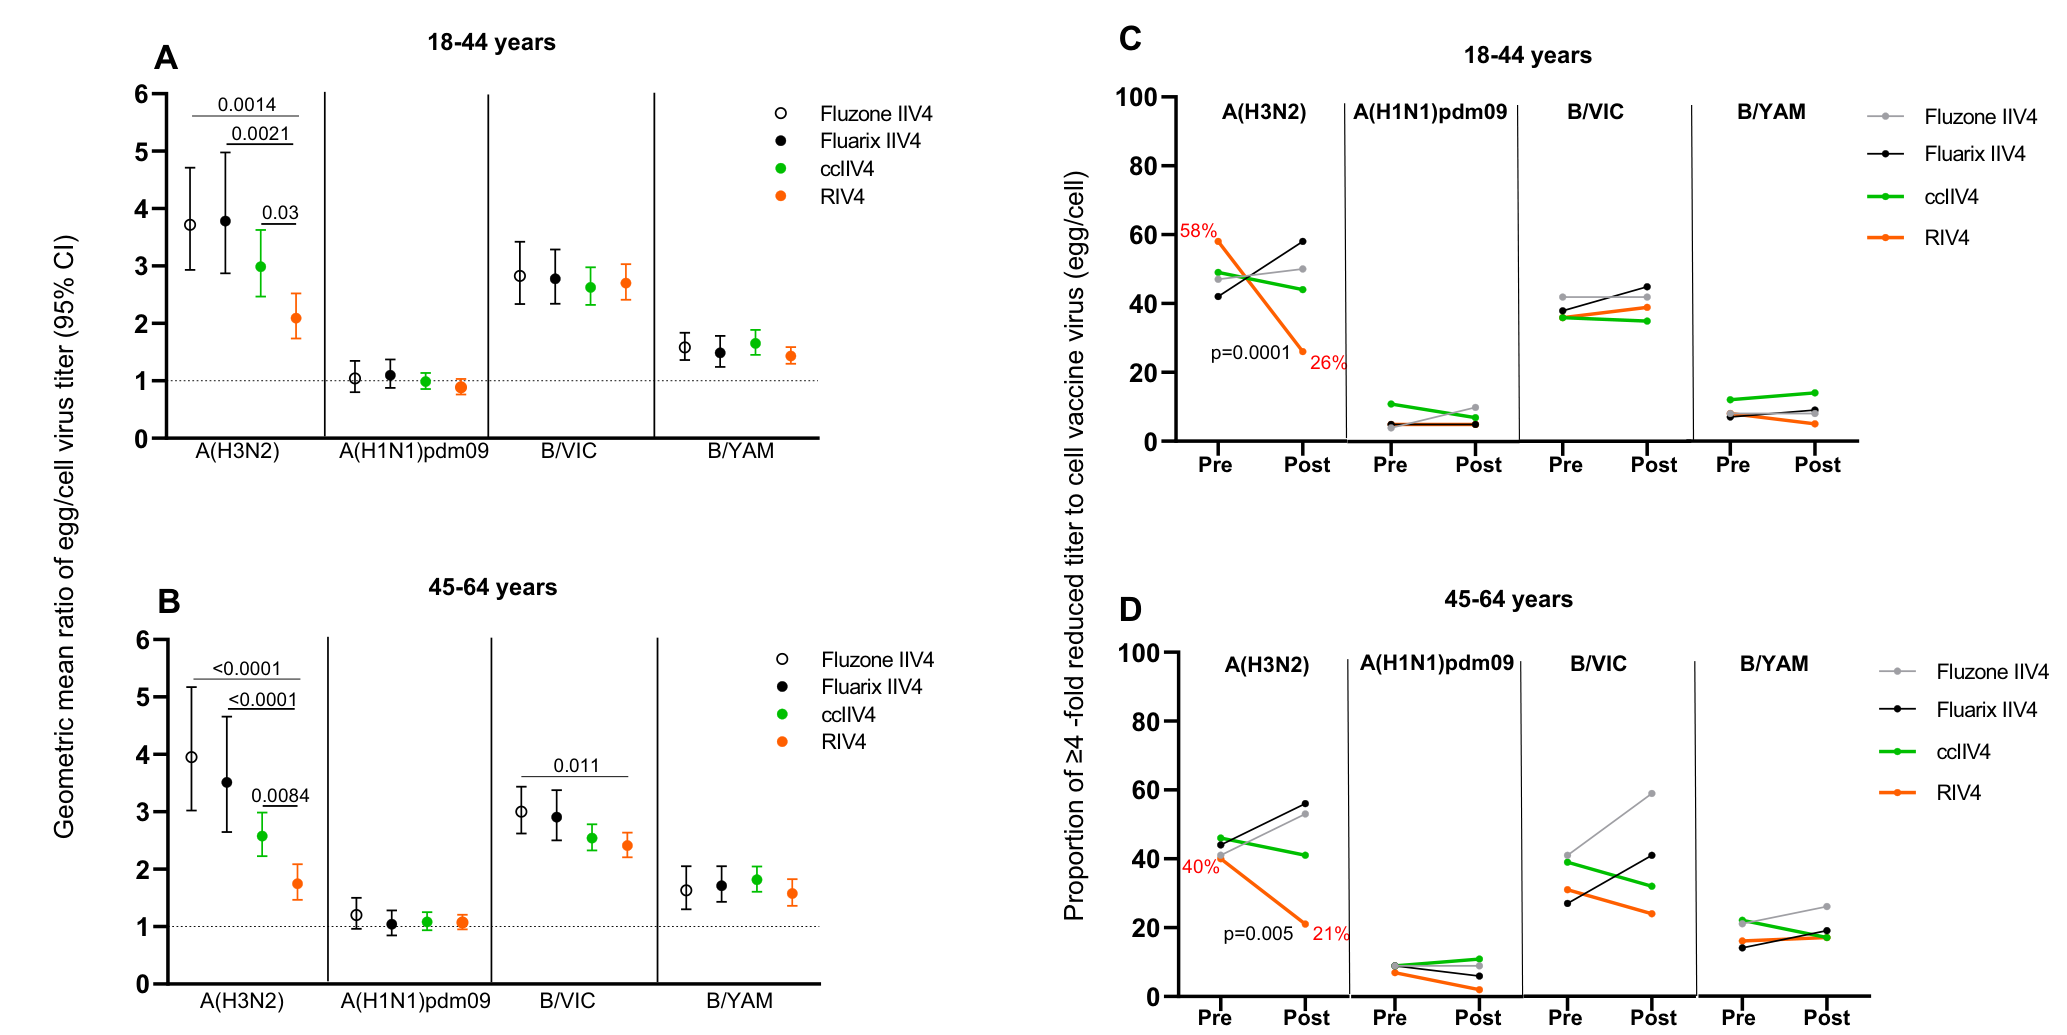 Geometric mean ratio of egg/cell virus titer (95% CI)
A
18-44 years
6
5
4
3
2
1
0
0.0014
0.0021
0.03
Fluzone IIV4
Fluarix IIV4
ccIIV4
RIV4
A(H3N2)
A(H1N1)pdm09
B/VIC
B/YAM
B
45-64 years
6
5
4
3
2
1
0
<0.0001
<0.0001
0.0084
0.011
Fluzone IIV4
Fluarix IIV4
ccIIV4
RIV4
A(H3N2)
A(H1N1)pdm09
B/VIC
B/YAM
Proportion of ≥4 -fold reduced titer to cell vaccine virus (egg/cell)
C
18-44 years
100
80
60
40
20
0
A(H3N2)
A(H1N1)pdm09
B/VIC
B/YAM
58%
p=0.0001
26%
Fluzone IIV4
Fluarix IIV4
ccIIV4
RIV4
Pre Post Pre Post Pre Post Pre Post
D
45-64 years
100
80
60
40
20
0
A(H3N2)
A(H1N1)pdm09
B/VIC
B/YAM
40%
p=0.005
21%
Fluzone IIV4
Fluarix IIV4
ccIIV4
RIV4
Pre Post Pre Post Pre Post Pre Post